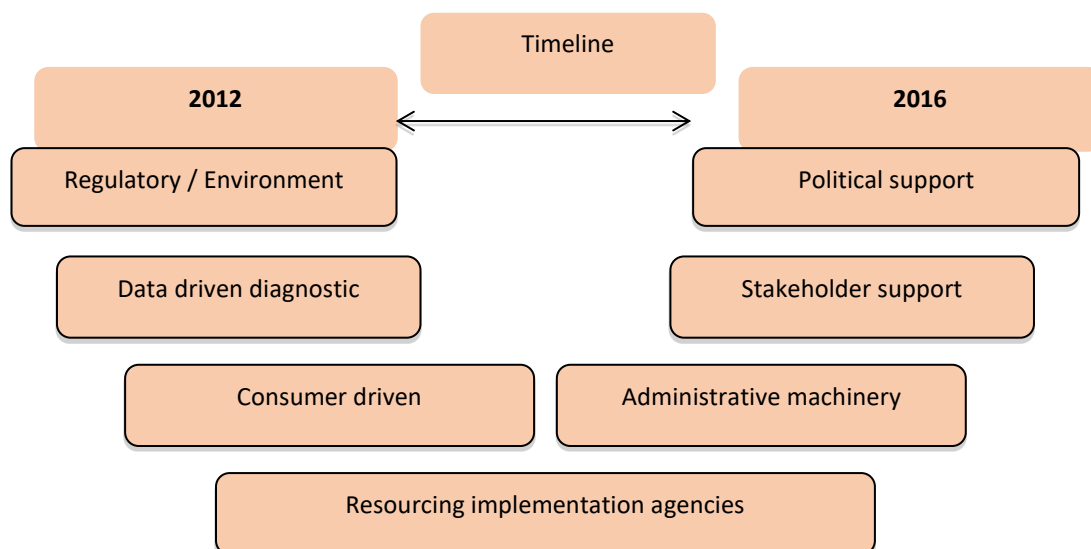 Timeline
2012
2016
Regulatory / Environment
Political support
Data driven diagnostic
Stakeholder support
Consumer driven
Administrative machinery
Resourcing implementation agencies